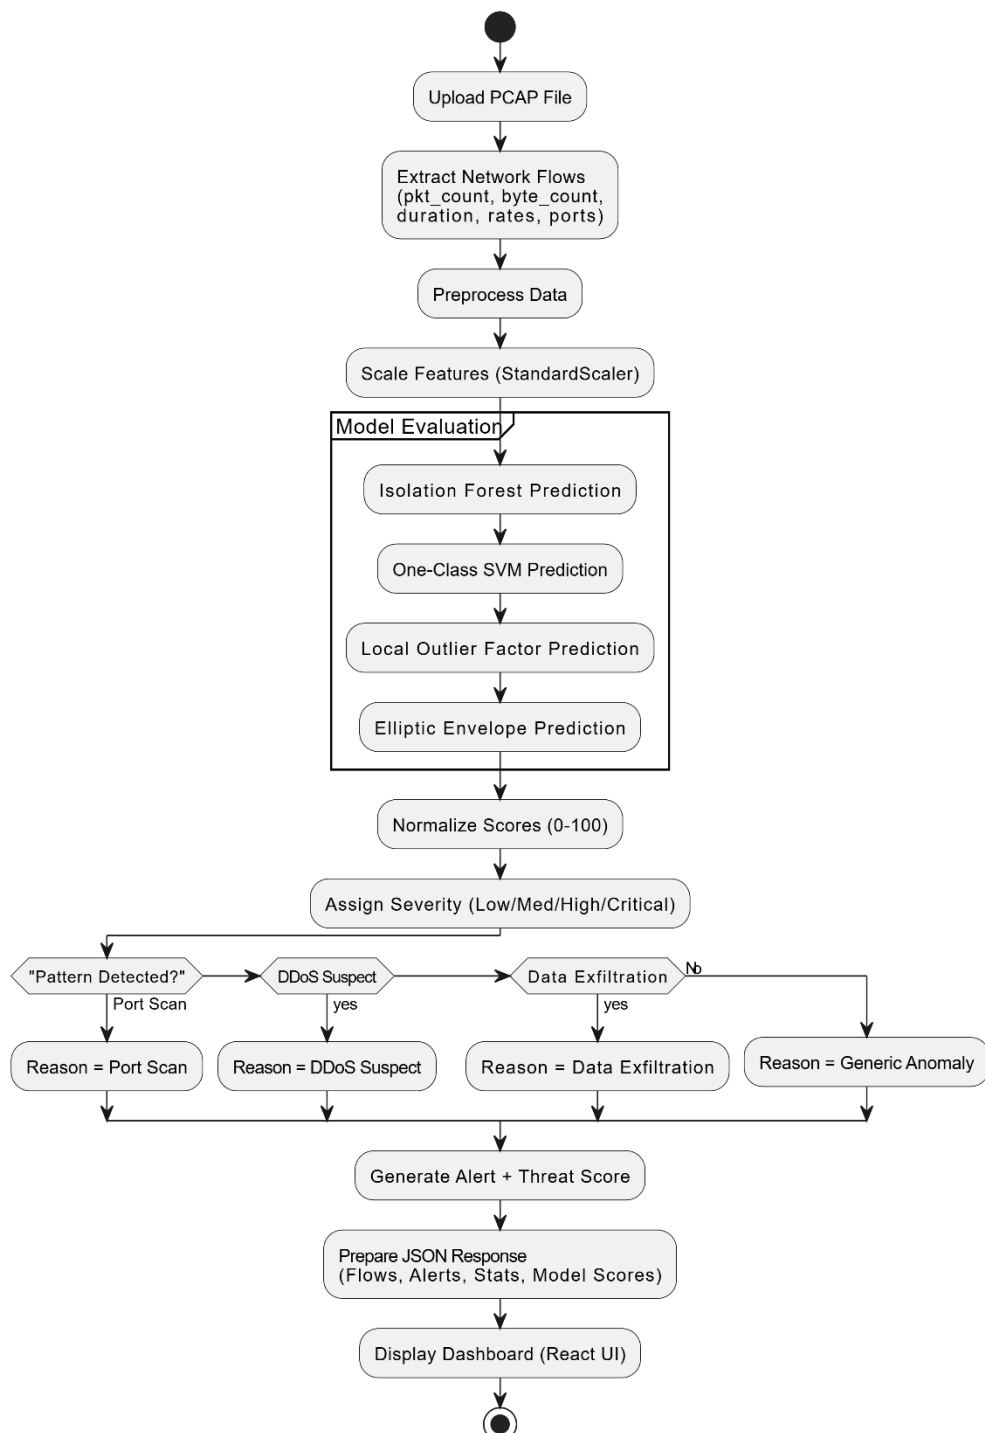 Upload PCAP File
Extract Network Flows
(pkt_count, byte_count,
duration, rates, ports)
Preprocess Data
Scale Features (StandardScaler)
Model Evaluation
Isolation Forest Prediction
One-Class SVM Prediction
Local Outlier Factor Prediction
Elliptic Envelope Prediction
Normalize Scores (0-100)
Assign Severity (Low/Med/High/Critical)
"Pattern Detected?"
DDoS Suspect
Data Exfiltration
No
Port Scan
yes
yes
Reason = Port Scan
Reason = DDoS Suspect
Reason = Data Exfiltration
Reason = Generic Anomaly
Generate Alert + Threat Score
Prepare JSON Response
(Flows, Alerts, Stats, Model Scores)
Display Dashboard (React UI)